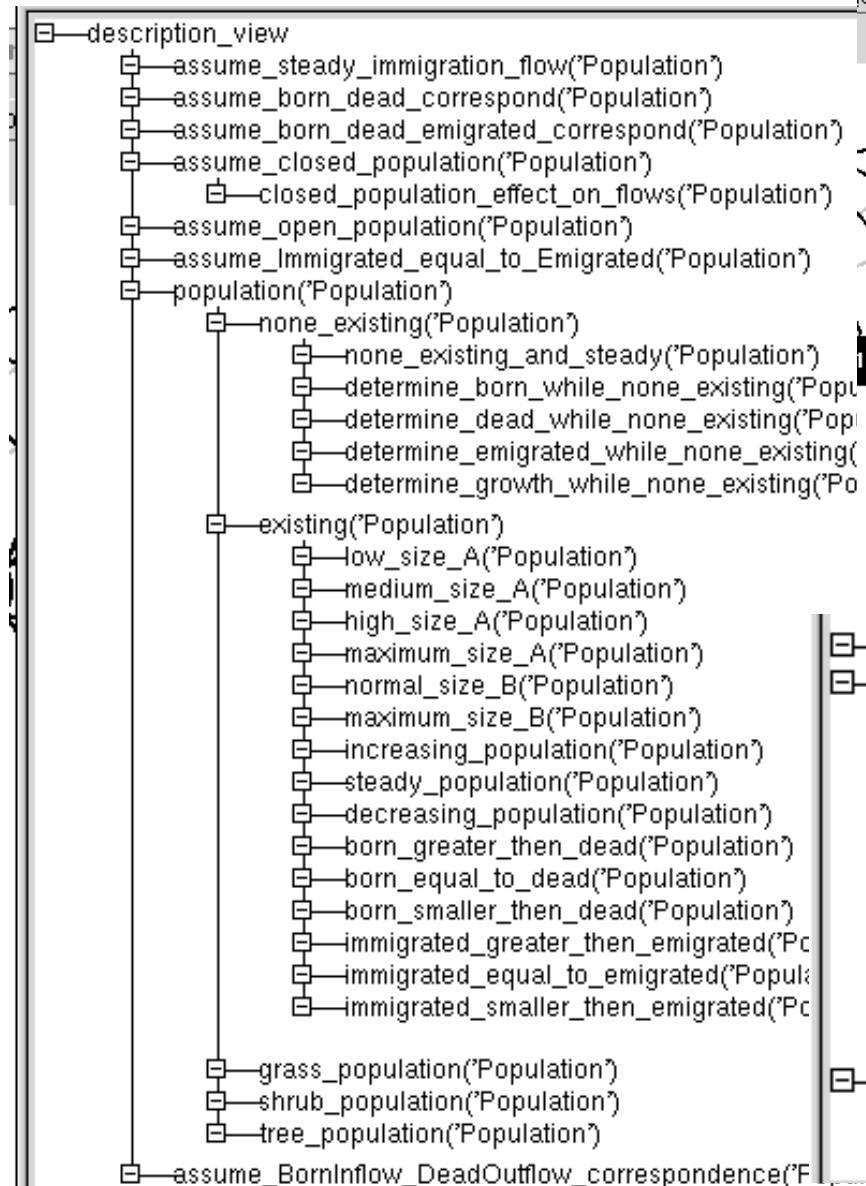 description_view
assume_steady_immigration_flow('Population')
assume_born_dead_correspond('Population')
assume_born_dead_emigrated_correspond('Population')
assume_closed_population('Population')
closed_population_effect_on_flows('Population')
assume_open_population('Population')
assume_Immigrated_equal_to_Emigrated('Population')
population('Population')
none_existing('Population')
none_existing_and_steady('Population')
determine_born_while_none_existing('Popu
determine_dead_while_none_existing('Pop
determine_emigrated_while_none_existing(
determine_growth_while_none_existing('Po
existing('Population')
low_size_A('Population')
medium_size_A('Population')
high_size_A('Population')
maximum_size_A('Population')
normal_size_B('Population')
maximum_size_B('Population')
increasing_population('Population')
steady_population('Population')
decreasing_population('Population')
born_greater_then_dead('Population')
born_equal_to_dead('Population')
born_smaller_then_dead('Population')
immigrated_greater_then_emigrated('Po
immigrated_equal_to_emigrated('Popula
immigrated_smaller_then_emigrated('Po
grass_population('Population')
shrub_population('Population')
tree_population('Population')
assume_BornInflow_DeadOutflow_correspondence('P